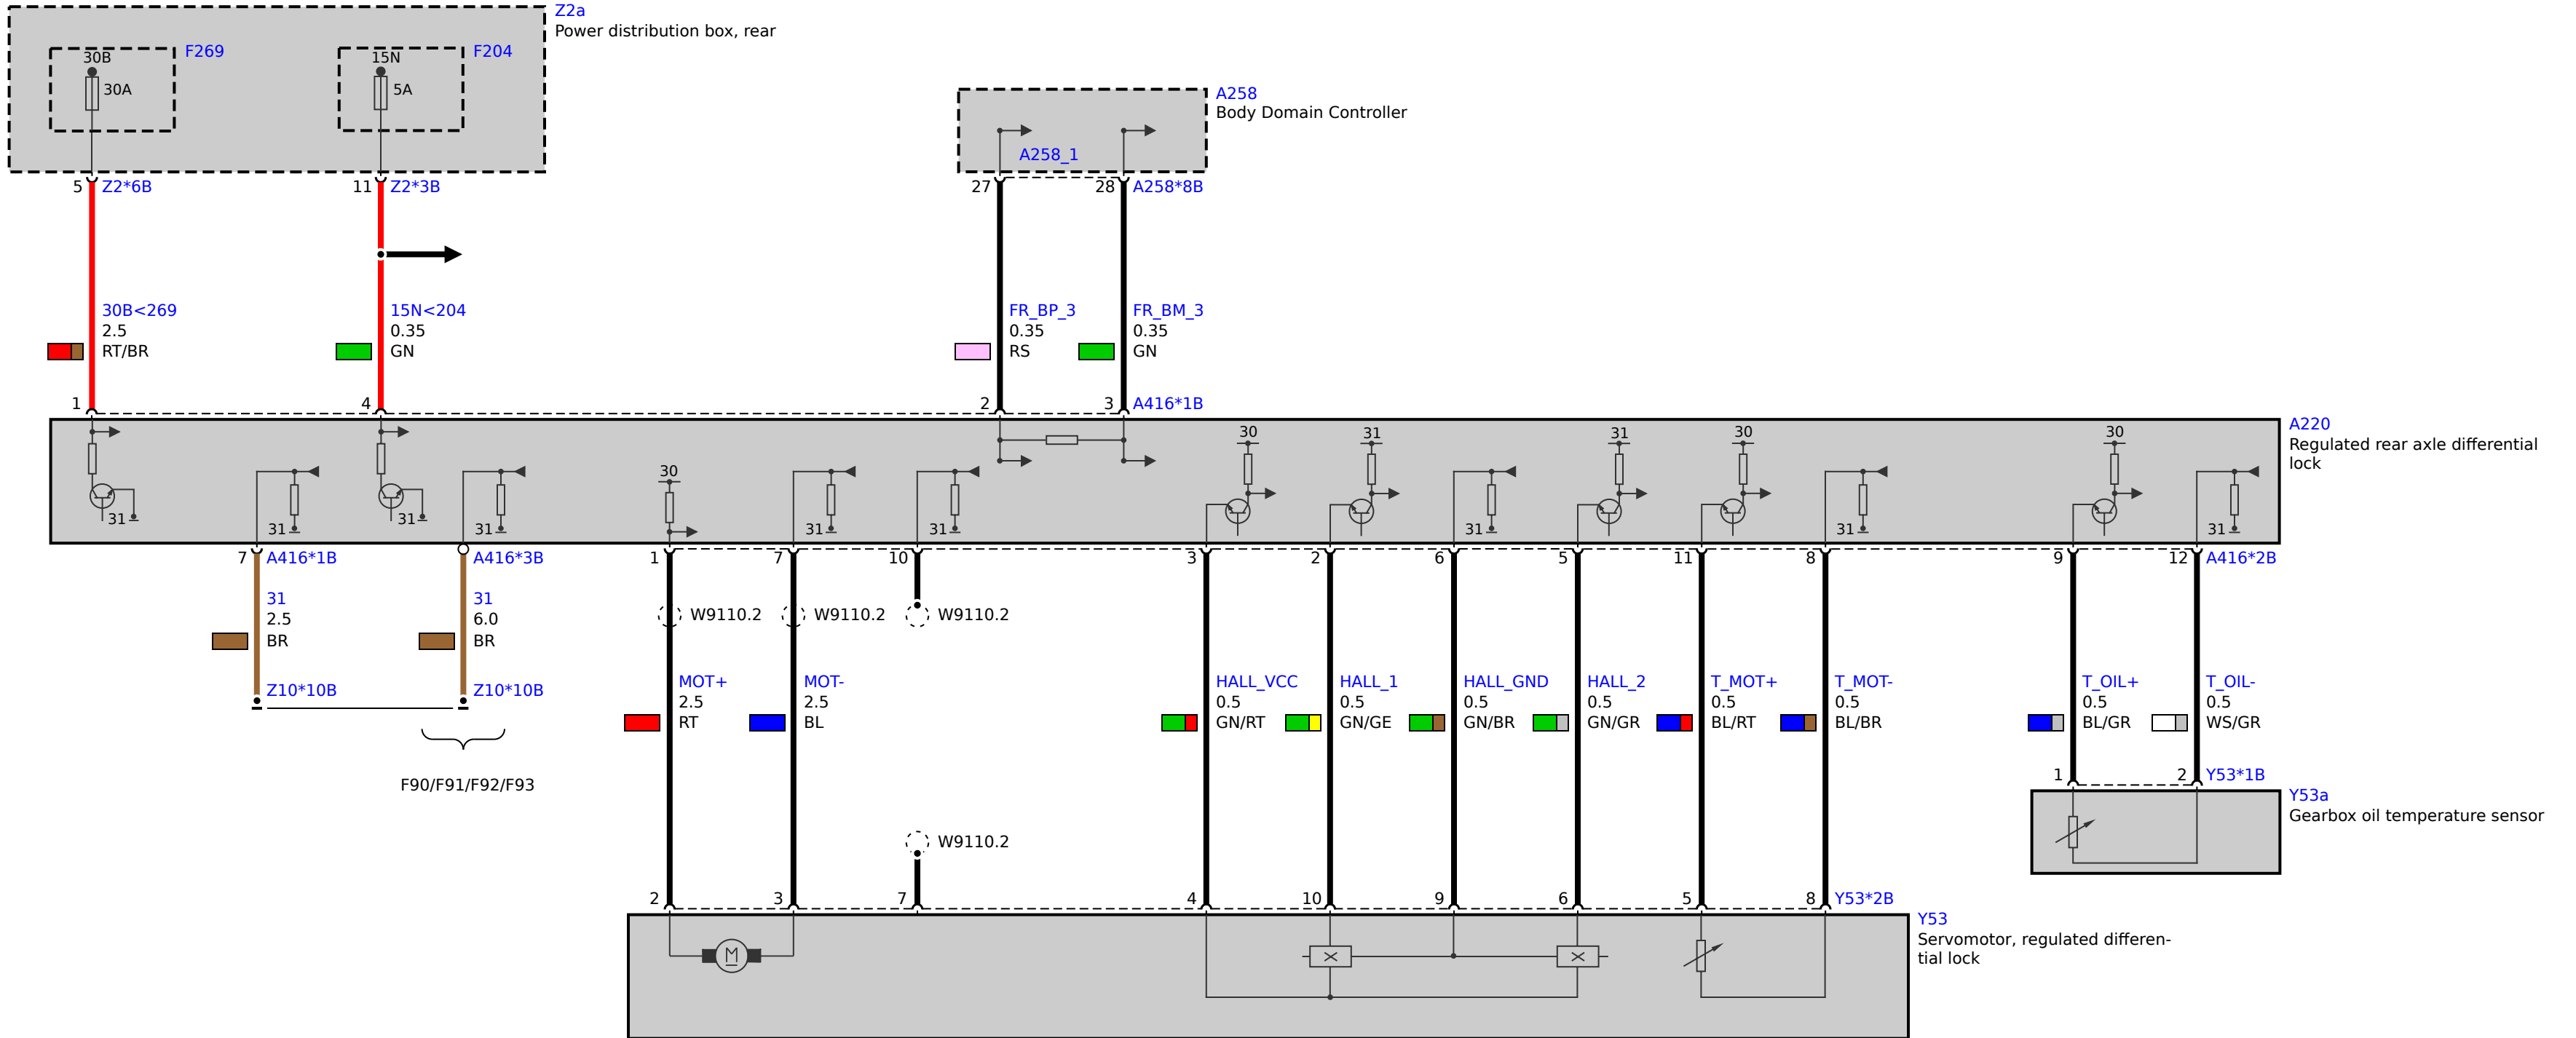 Z2a
Power distribution box, rear
30B
F269
15N
F204
30A
5A
A258
Body Domain Controller
A258_1
5 Z2*6B
11 Z2*3B
27
28 A258*8B
30B<269
2.5
RT/BR
15N<204
0.35
GN
FR_BP_3
0.35
RS
FR_BM_3
0.35
GN
1
4
2
3 A416*1B
A220
Regulated rear axle differential
lock
30
31
31
30
30
30
31
31
31
31
31
31
31
31
31
7 A416*1B
A416*3B
1
7
10
3
2
6
5
11
8
9
12 A416*2B
31
2.5
BR
31
6.0
BR
W9110.2
W9110.2
W9110.2
Z10*10B
Z10*10B
F90/F91/F92/F93
MOT+
2.5
RT
MOT-
2.5
BL
HALL_VCC
0.5
GN/RT
HALL_1
0.5
GN/GE
HALL_GND
0.5
GN/BR
HALL_2
0.5
GN/GR
T_MOT+
0.5
BL/RT
T_MOT-
0.5
BL/BR
T_OIL+
0.5
BL/GR
T_OIL-
0.5
WS/GR
1
2 Y53*1B
Y53a
Gearbox oil temperature sensor
W9110.2
2
3
7
4
10
9
6
5
8 Y53*2B
Y53
Servomotor, regulated differen-
tial lock
M